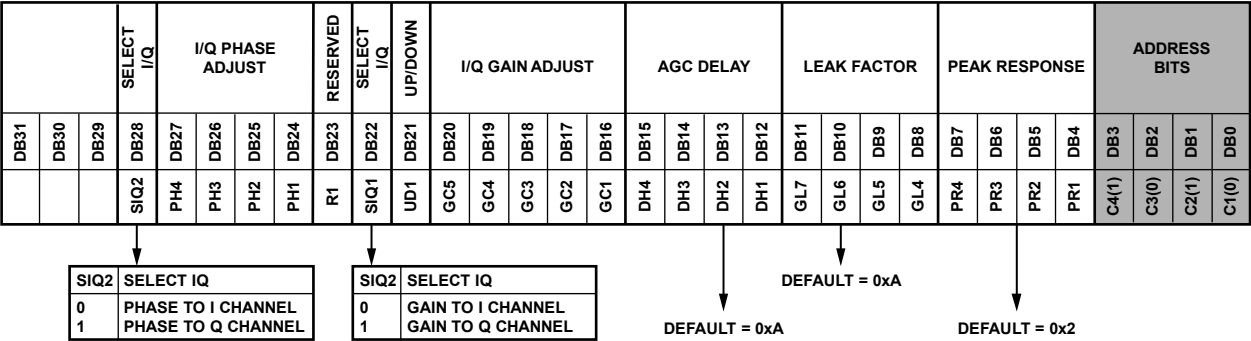 SELECT I/Q
I/Q PHASE ADJUST
RESERVED
SELECT I/Q
UP/DOWN
I/Q GAIN ADJUST
AGC DELAY
LEAK FACTOR
PEAK RESPONSE
ADDRESS BITS
DB31 DB30 DB29 DB28 DB27 DB26 DB25 DB24 DB23 DB22 DB21 DB20 DB19 DB18 DB17 DB16 DB15 DB14 DB13 DB12 DB11 DB10 DB9 DB8 DB7 DB6 DB5 DB4 DB3 DB2 DB1 DB0
SIQ2 PH4 PH3 PH2 PH1 R1 SIQ1 UD1 GC5 GC4 GC3 GC2 GC1 DH4 DH3 DH2 DH1 GL7 GL6 GL5 GL4 PR4 PR3 PR2 PR1 C4(1) C3(0) C2(1) C1(0)
SIQ2 SELECT IQ
0 PHASE TO I CHANNEL
1 PHASE TO Q CHANNEL
SIQ2 SELECT IQ
0 GAIN TO I CHANNEL
1 GAIN TO Q CHANNEL
DEFAULT = 0xA
DEFAULT = 0xA
DEFAULT = 0x2